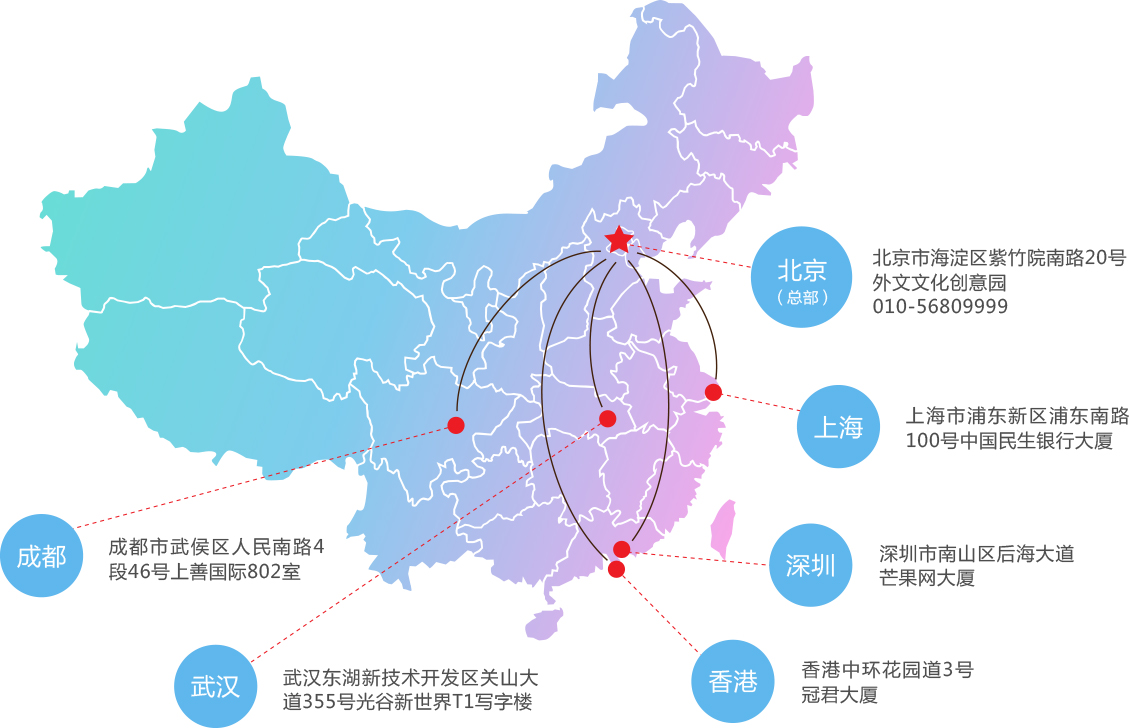 北京
（总部）
北京市海淀区紫竹院南路20号
外文文化创意园
010-56809999
上海
上海市浦东新区浦东南路
100号中国民生银行大厦
成都
成都市武侯区人民南路4
段46号上善国际802室
深圳
深圳市南山区后海大道
芒果网大厦
武汉
武汉东湖新技术开发区关山大
道355号光谷新世界T1写字楼
香港
香港中环花园道3号
冠君大厦